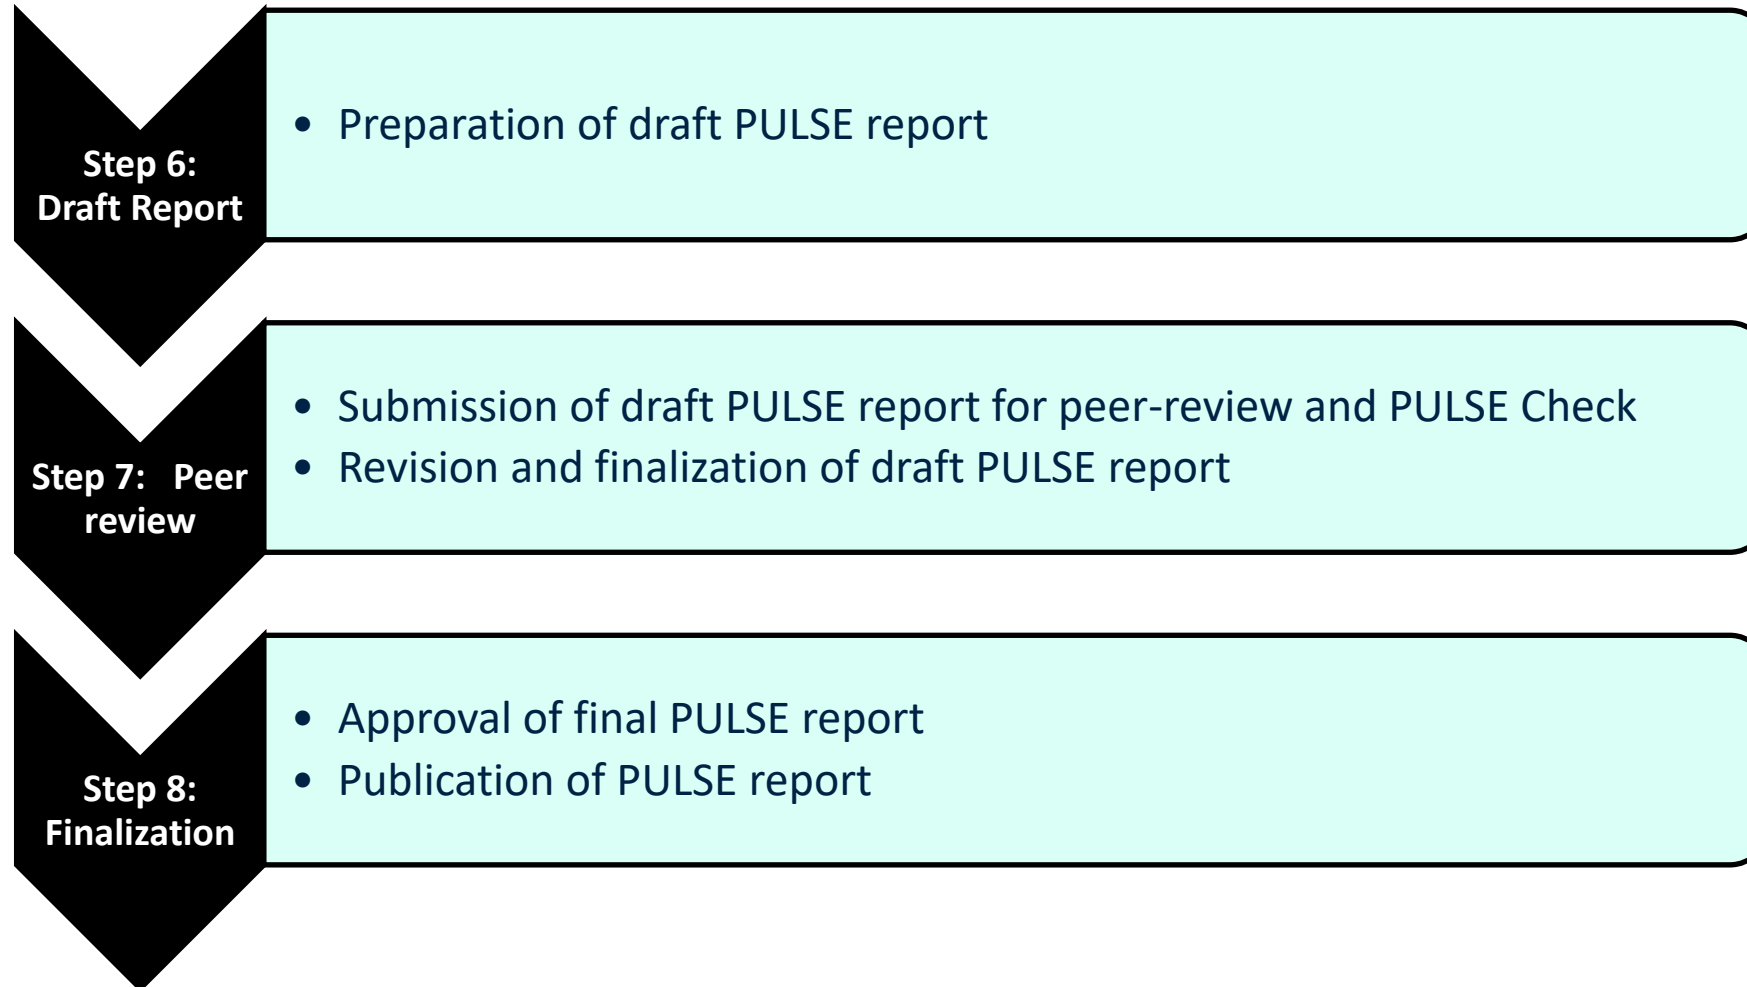 Step 6:
Draft Report
• Preparation of draft PULSE report
Step 7:   Peer
review
• Submission of draft PULSE report for peer-review and PULSE Check
• Revision and finalization of draft PULSE report
Step 8:
Finalization
• Approval of final PULSE report
• Publication of PULSE report